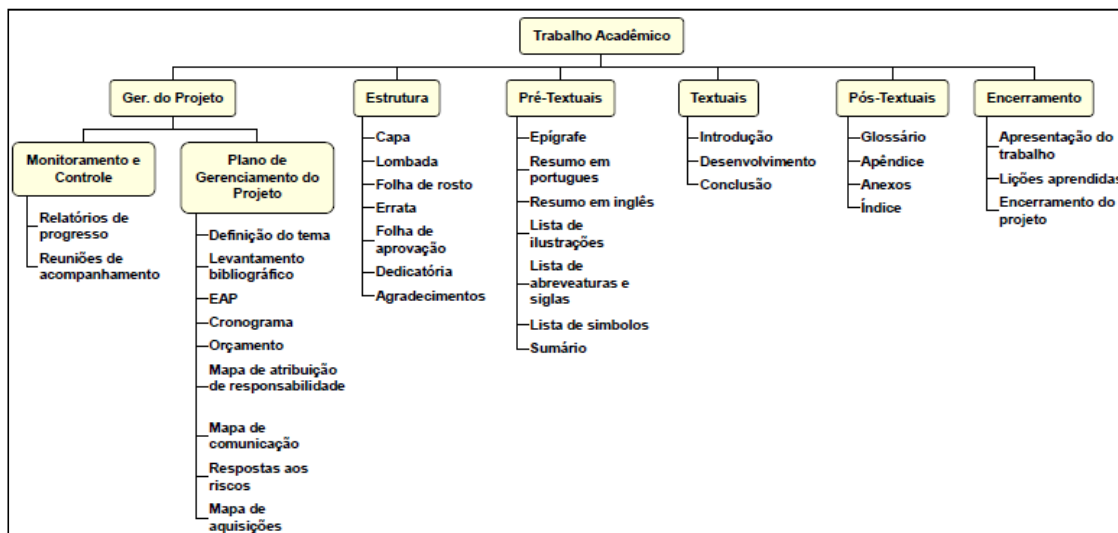 Trabalho Acadêmico
Ger. do Projeto
Estrutura
Pré-Textuais
Textuais
Pós-Textuais
Encerramento
Monitoramento e
Controle
Relatórios de
progresso
Reuniões de
acompanhamento
Plano de
Gerenciamento do
Projeto
Definição do tema
Levantamento
bibliográfico
EAP
Cronograma
Orçamento
Mapa de atribuição
de responsabilidade
Mapa de
comunicação
Respostas aos
riscos
Mapa de
aquisições
Capa
Lombada
Folha de rosto
Errata
Folha de
aprovação
Dedicatória
Agradecimentos
Epígrafe
Resumo em
portugues
Resumo em inglês
Lista de
ilustrações
Lista de
abreveaturas e
siglas
Lista de simbolos
Sumário
Introdução
Desenvolvimento
Conclusão
Glossário
Apêndice
Anexos
Índice
Apresentação do
trabalho
Lições aprendidas
Encerramento do
projeto